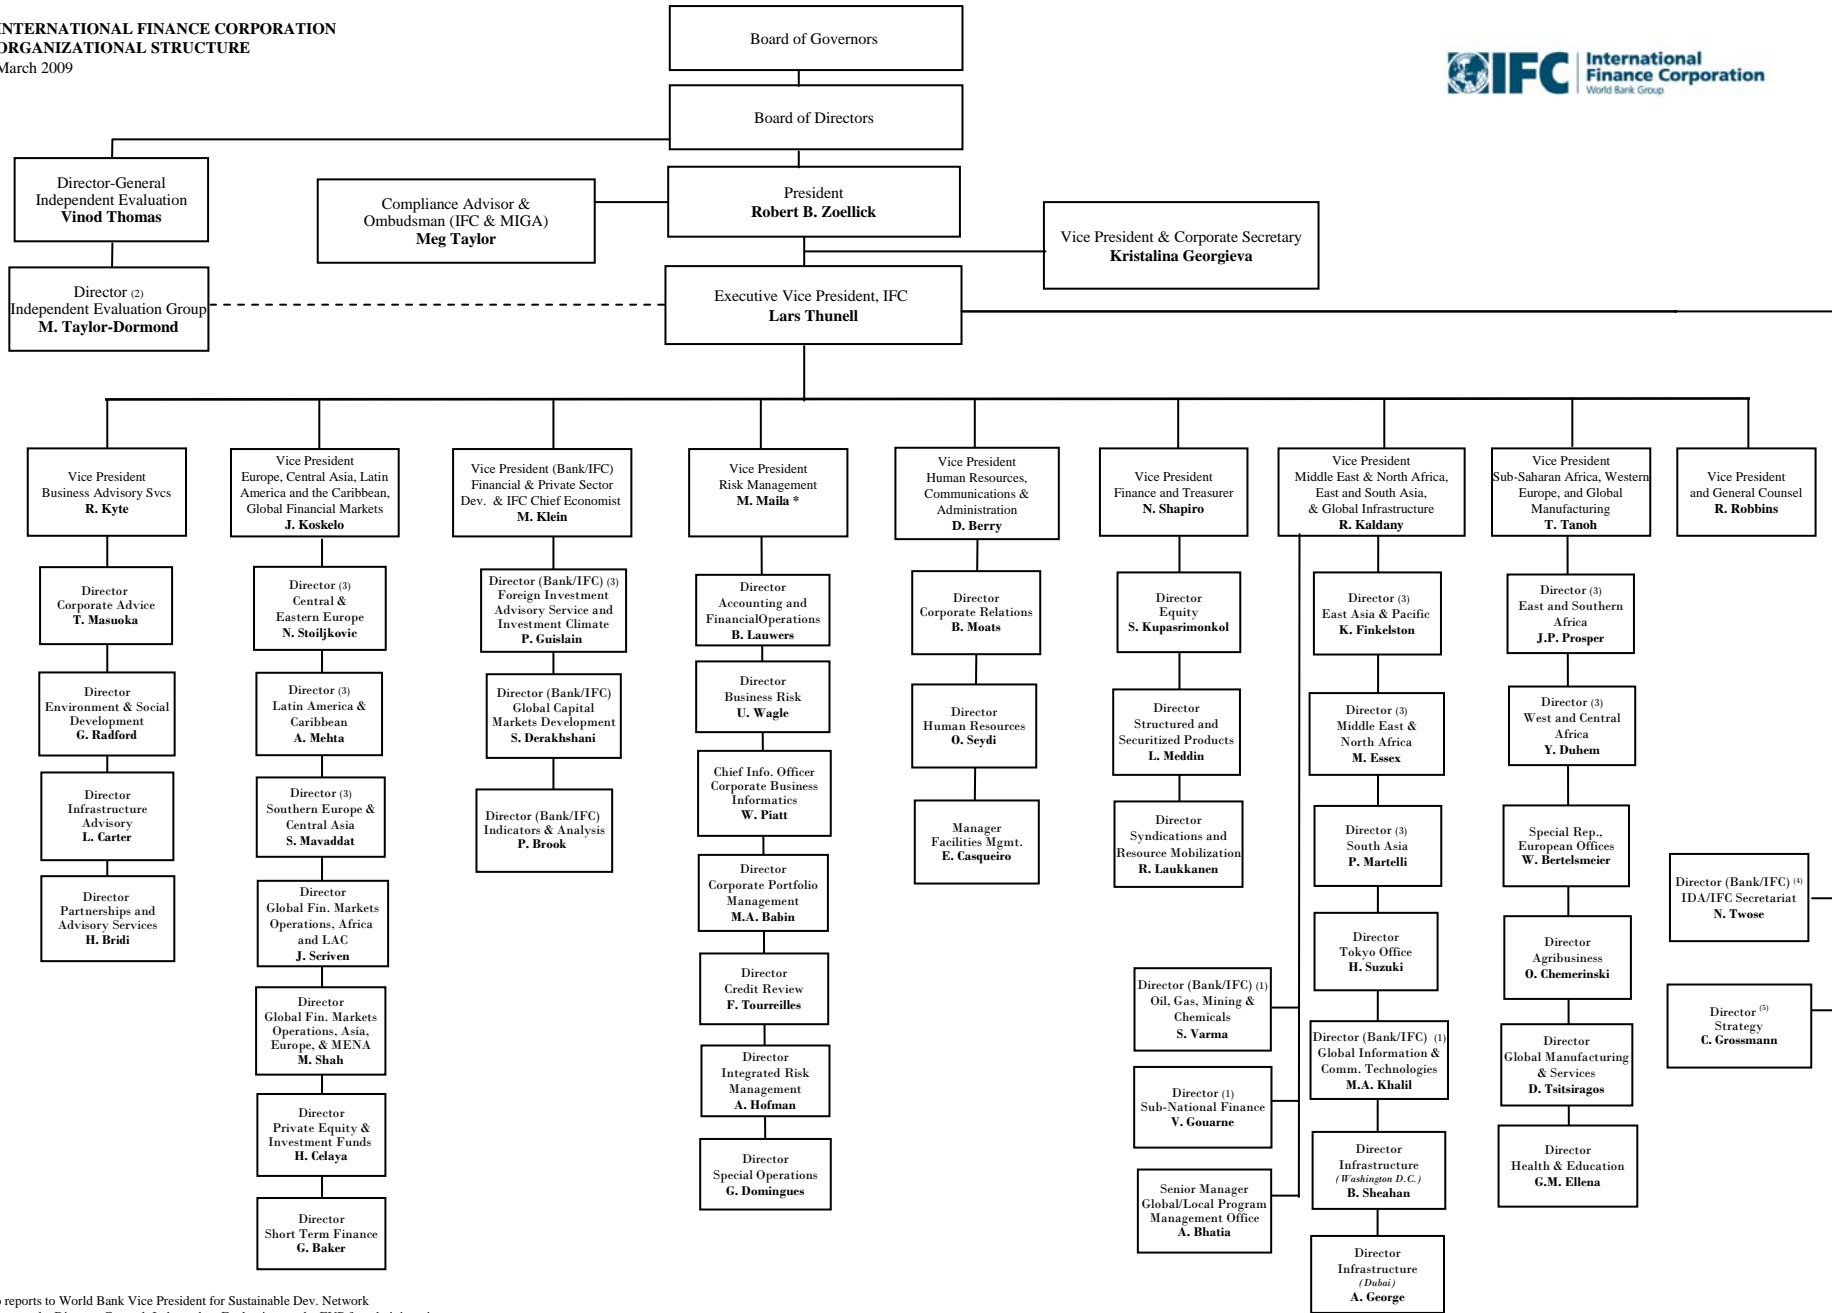 INTERNATIONAL FINANCE CORPORATION
ORGANIZATIONAL STRUCTURE
March 2009
IFC
International
Finance Corporation
World Bank Group
Board of Governors
Board of Directors
Director-General
Independent Evaluation
Vinod Thomas
Compliance Advisor &
Ombudsman (IFC & MIGA)
Meg Taylor
President
Robert B. Zoellick
Vice President & Corporate Secretary
Kristalina Georgieva
Director (2)
Independent Evaluation Group
M. Taylor-Dormond
Executive Vice President, IFC
Lars Thunell
Vice President
Business Advisory Svcs
R. Kyte
Director
Corporate Advice
T. Masuoka
Director
Environment & Social
Development
G. Radford
Director
Infrastructure
Advisory
L. Carter
Director
Partnerships and
Advisory Services
H. Bridi
Vice President
Europe, Central Asia, Latin
America and the Caribbean,
Global Financial Markets
J. Koskelo
Director (3)
Central &
Eastern Europe
N. Stoiljkovic
Director (3)
Latin America &
Caribbean
A. Mehta
Director (3)
Southern Europe &
Central Asia
S. Mavaddat
Director
Global Fin. Markets
Operations, Africa
and LAC
J. Scriven
Director
Global Fin. Markets
Operations, Asia,
Europe, & MENA
M. Shah
Director
Private Equity &
Investment Funds
H. Celaya
Director
Short Term Finance
G. Baker
Vice President (Bank/IFC)
Financial & Private Sector
Dev. & IFC Chief Economist
M. Klein
Director (Bank/IFC) (3)
Foreign Investment
Advisory Service and
Investment Climate
P. Guislain
Director (Bank/IFC)
Global Capital
Markets Development
S. Derakhshani
Director (Bank/IFC)
Indicators & Analysis
P. Brook
Vice President
Risk Management
M. Maila *
Director
Accounting and
FinancialOperations
B. Lauwers
Director
Business Risk
U. Wagle
Chief Info. Officer
Corporate Business
Informatics
W. Piatt
Director
Corporate Portfolio
Management
M.A. Babin
Director
Credit Review
F. Tourreilles
Director
Integrated Risk
Management
A. Hofman
Director
Special Operations
G. Domingues
Vice President
Human Resources,
Communications &
Administration
D. Berry
Director
Corporate Relations
B. Moats
Director
Human Resources
O. Seydi
Manager
Facilities Mgmt.
E. Casqueiro
Vice President
Finance and Treasurer
N. Shapiro
Director
Equity
S. Kupasrimonkol
Director
Structured and
Securitized Products
L. Meddin
Director
Syndications and
Resource Mobilization
R. Laukkanen
Vice President
Middle East & North Africa,
East and South Asia,
& Global Infrastructure
R. Kaldany
Director (Bank/IFC) (1)
Oil, Gas, Mining &
Chemicals
S. Varma
Director (1)
Sub-National Finance
V. Gouarne
Senior Manager
Global/Local Program
Management Office
A. Bhatia
Director (3)
East Asia & Pacific
K. Finkelston
Director (3)
Middle East &
North Africa
M. Essex
Director (3)
South Asia
P. Martelli
Director
Tokyo Office
H. Suzuki
Director (Bank/IFC) (1)
Global Information &
Comm. Technologies
M.A. Khalil
Director
Infrastructure
(Washington D.C.)
B. Sheahan
Director
Infrastructure
(Dubai)
A. George
Vice President
Sub-Saharan Africa, Western
Europe, and Global
Manufacturing
T. Tanoh
Director (3)
East and Southern
Africa
J.P. Prosper
Director (3)
West and Central
Africa
Y. Duhem
Special Rep.,
European Offices
W. Bertelsmeier
Director
Agribusiness
O. Chemerinski
Director
Global Manufacturing
& Services
D. Tsitsiragos
Director
Health & Education
G.M. Ellena
Vice President
and General Counsel
R. Robbins
Director (Bank/IFC) (4)
IDA/IFC Secretariat
N. Twose
Director (5)
Strategy
C. Grossmann
reports to World Bank Vice President for Sustainable Dev. Network